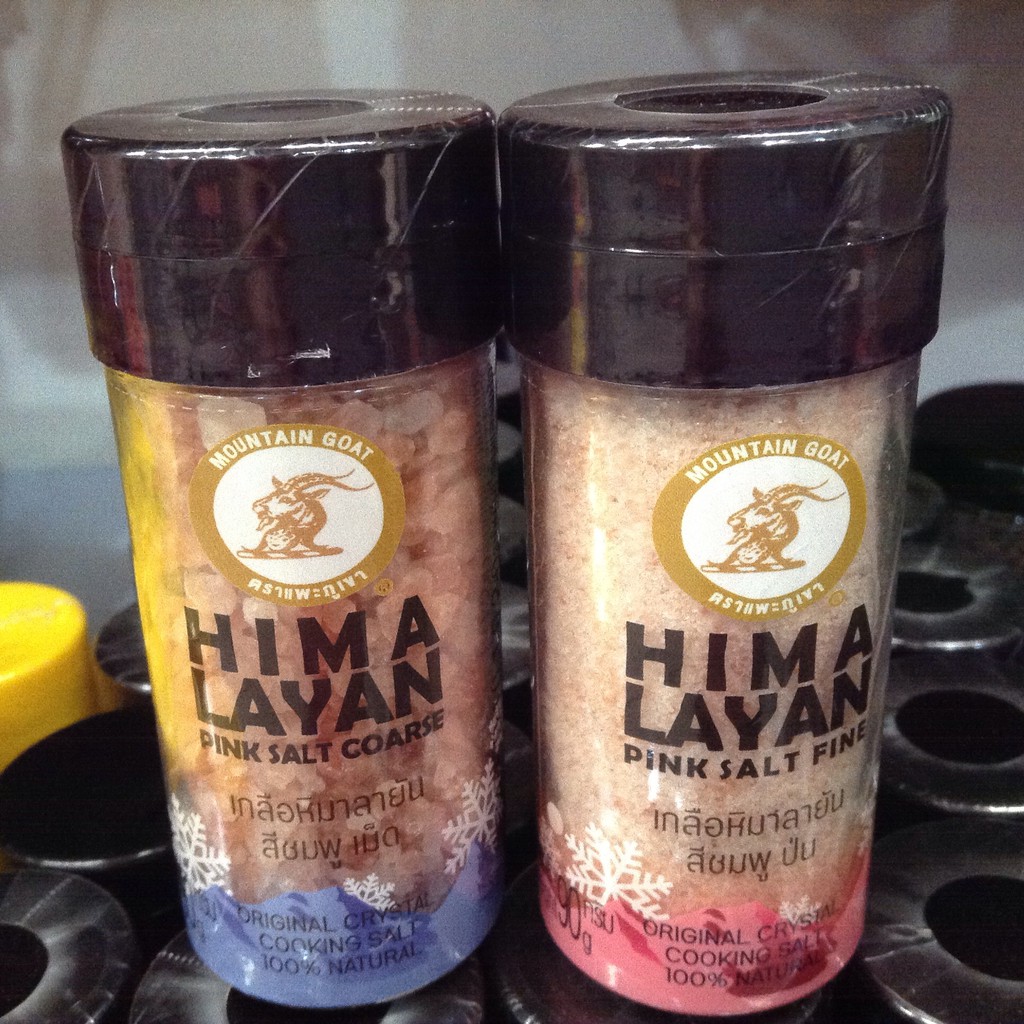 MOUNTAIN GOAT
ตราแพะภูเขา
®
HIMA
LAYAN
PINK SALT COARSE
เกลือหิมาลายัน
สีชมพู เม็ด
ORIGINAL CRYSTAL
COOKING SALT
100% NATURAL
MOUNTAIN GOAT
ตราแพะภูเขา
®
HIMA
LAYAN
PINK SALT FINE
เกลือหิมาลายัน
สีชมพู ป่น
90 กรัม
g
ORIGINAL CRYSTAL
COOKING SALT
100% NATURAL